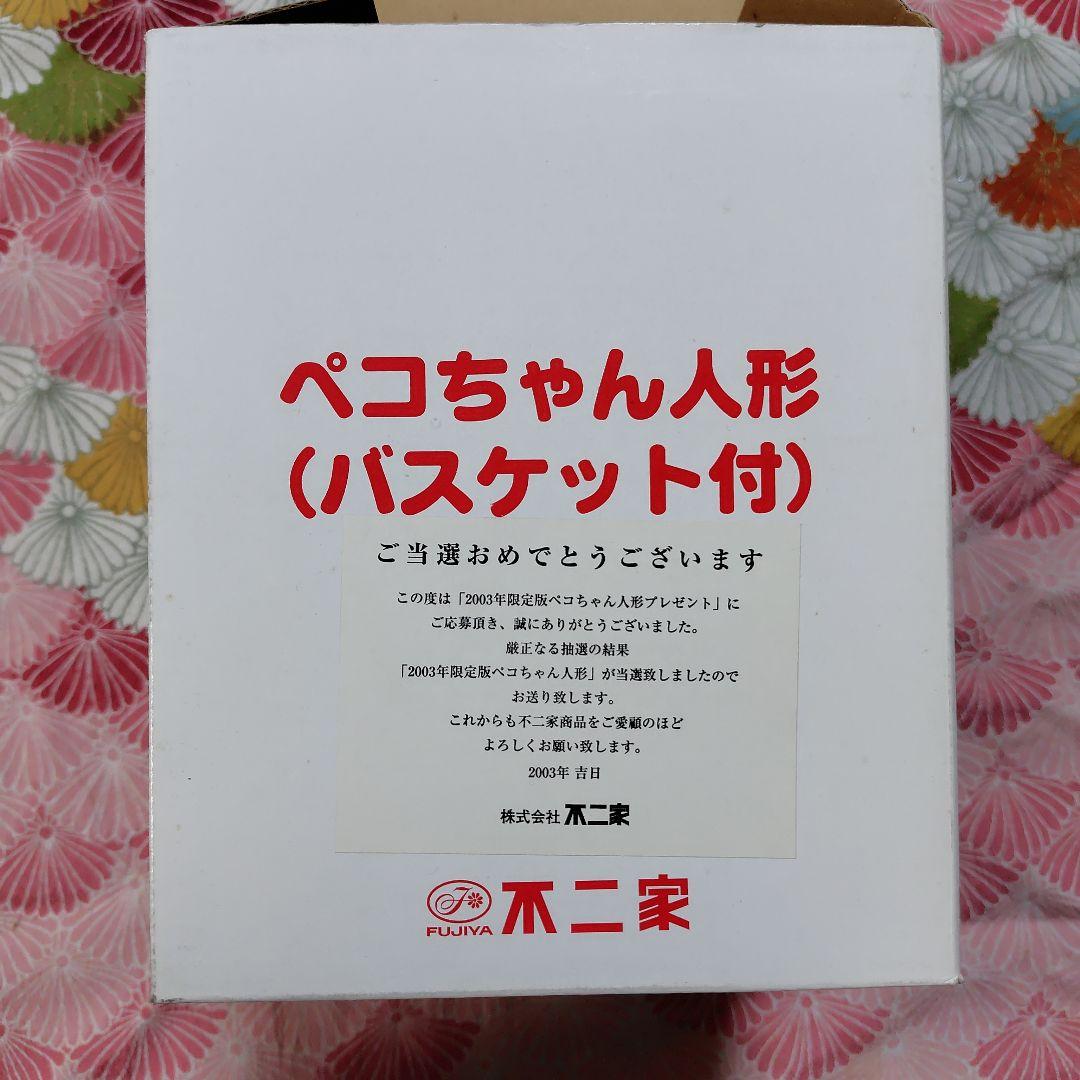 ペコちゃん人形
(バスケット付)
ご当選おめでとうございます
この度は「2003年限定版ペコちゃん人形プレゼント」に
ご応募頂き、誠にありがとうございました。
厳正なる抽選の結果
「2003年限定版ペコちゃん人形」が当選致しましたので
お送り致します。
これからも不二家商品をご愛顧のほど
よろしくお願い致します。
2003年 吉日
株式会社 不二家
F
FUJIYA 不二家